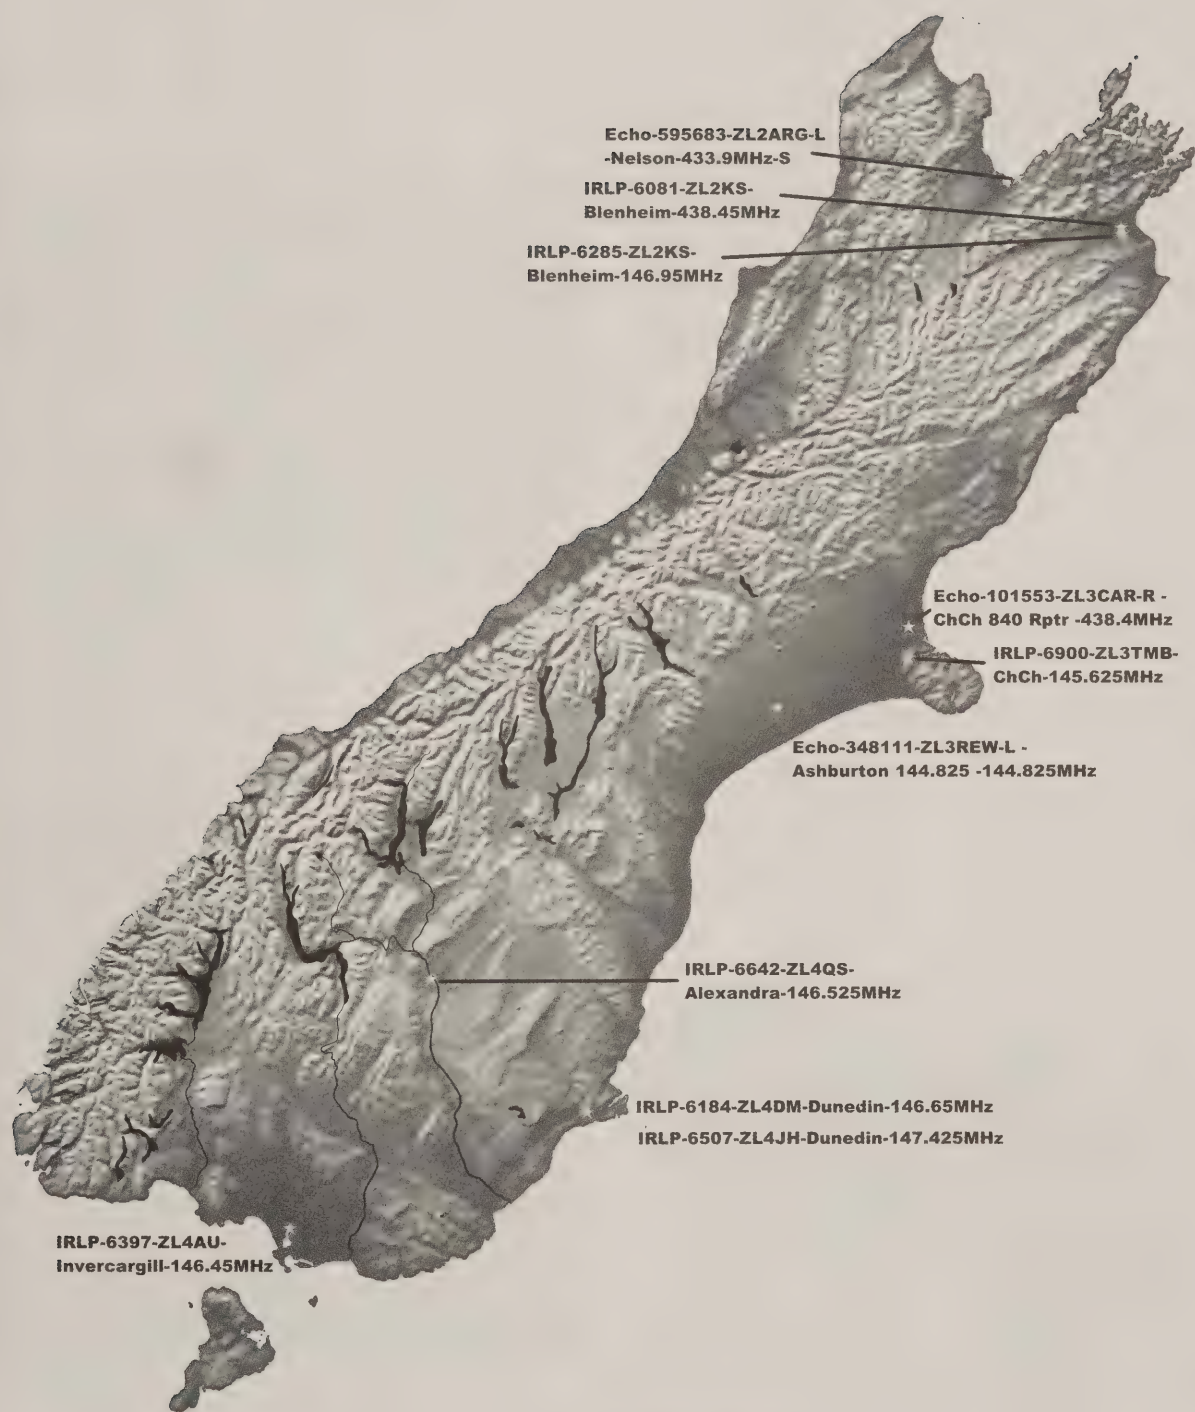 Echo-595683-ZL2ARG-L
-Nelson-433.9MHz-S
IRLP-6081-ZL2KS-
Blenheim-438.45MHz
IRLP-6285-ZL2KS-
Blenheim-146.95MHz
Echo-101553-ZL3CAR-R -
ChCh 840 Rptr -438.4MHz
IRLP-6900-ZL3TMB-
ChCh-145.625MHz
Echo-348111-ZL3REW-L -
Ashburton 144.825 -144.825MHz
IRLP-6642-ZL4QS-
Alexandra-146.525MHz
IRLP-6184-ZL4DM-Dunedin-146.65MHz
IRLP-6507-ZL4JH-Dunedin-147.425MHz
IRLP-6397-ZL4AU-
Invercargill-146.45MHz